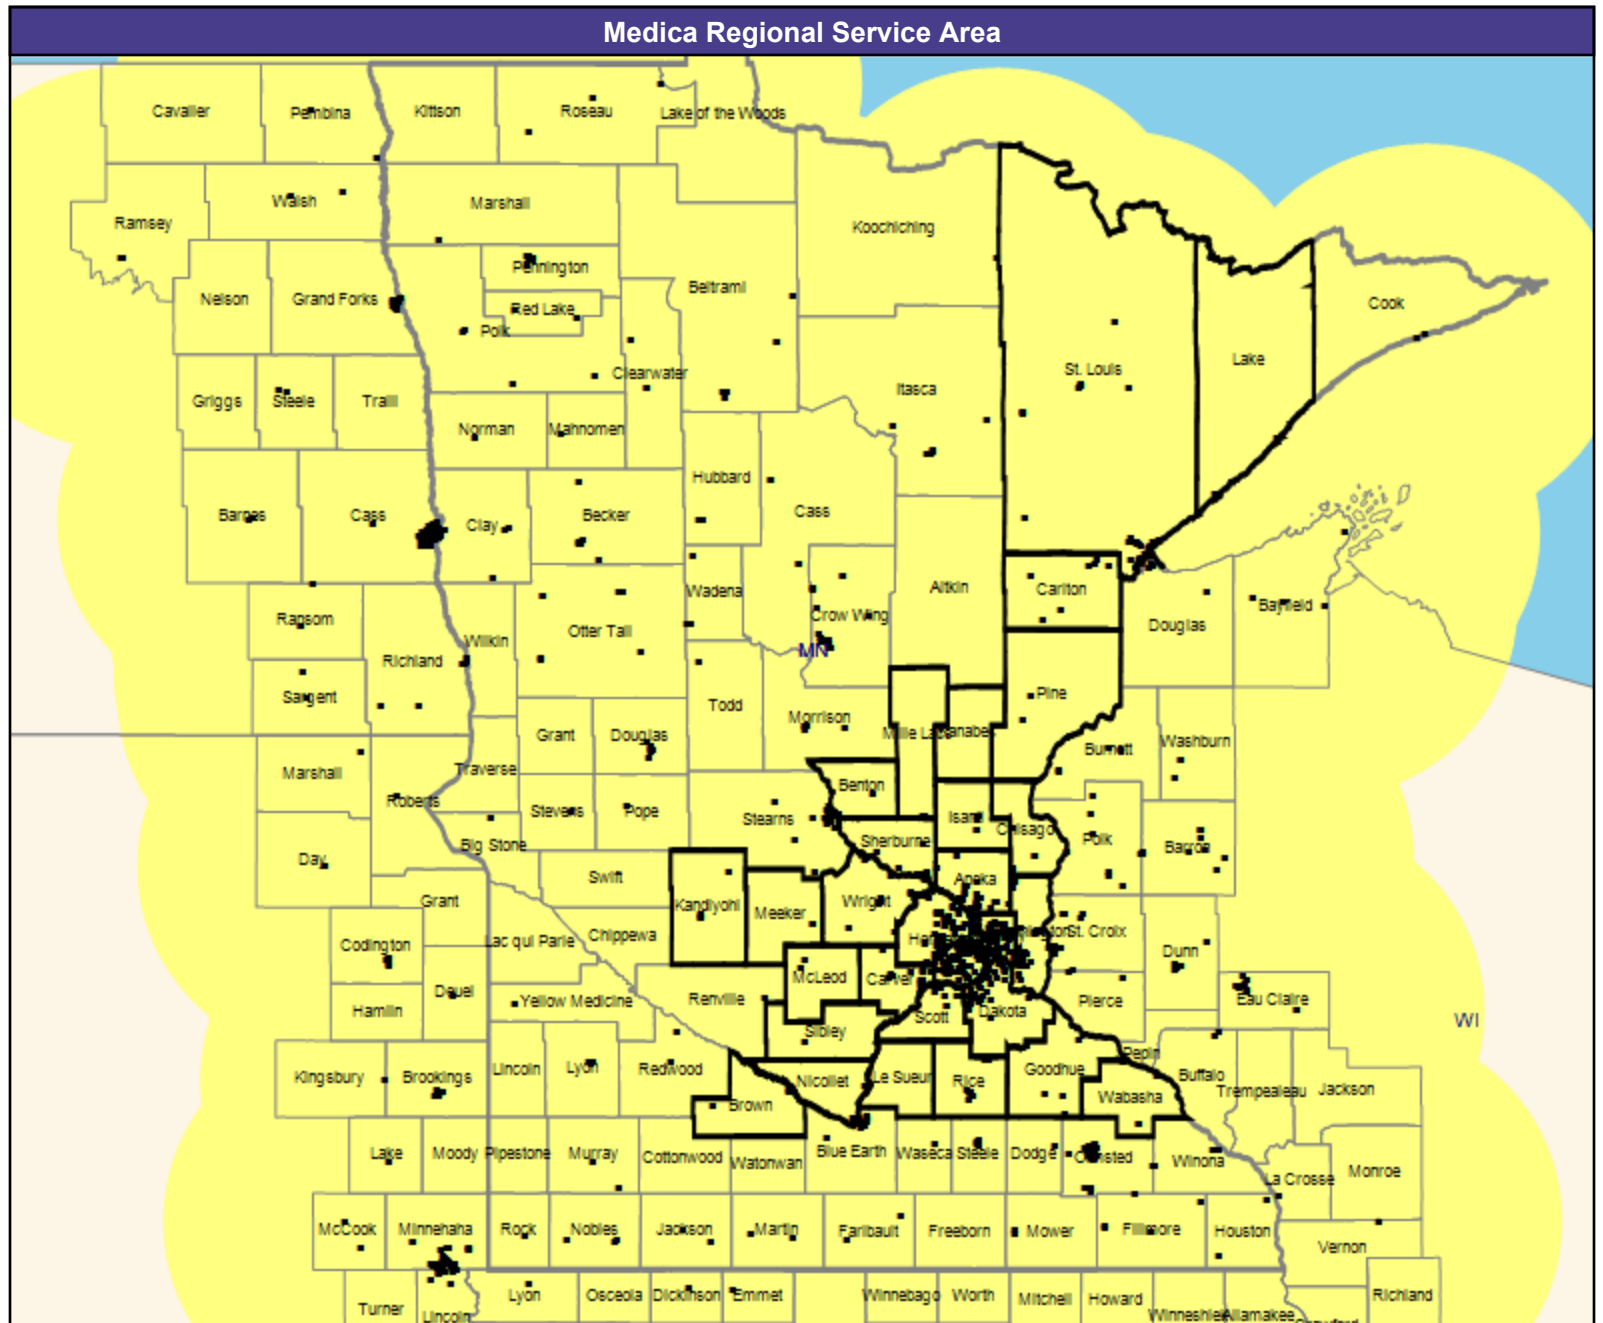 Medica Regional Service Area
Cavalier
Pembina
Kittson
Roseau
Lake of the Woods
Ramsey
Walsh
Marshall
Koochiching
Nelson
Grand Forks
Pennington
Red Lake
Polk
Beltrami
Cook
Griggs
Steele
Traill
Norman
Mahnomen
Clearwater
Itasca
St. Louis
Lake
Barnes
Cass
Clay
Becker
Hubbard
Cass
Ransom
Richland
Wilkin
Otter Tail
Wadena
Crow Wing
MN
Aitkin
Carlton
Douglas
Bayfield
Sargent
Grant
Douglas
Todd
Morrison
Mille Lacs
Kanabec
Pine
Burnett
Washburn
Marshall
Roberts
Traverse
Stevens
Pope
Stearns
Benton
Sherburne
Isanti
Chisago
Polk
Barron
Day
Big Stone
Swift
Grant
Kandiyohi
Meeker
Wright
Anoka
Codington
Lac qui Parle
Chippewa
St. Croix
Dunn
Hamlin
Deuel
Yellow Medicine
Renville
McLeod
Carver
Scott
Dakota
Pierce
Eau Claire
WI
Sibley
Kingsbury
Brookings
Lincoln
Lyon
Redwood
Brown
Nicollet
Le Sueur
Rice
Goodhue
Wabasha
Pepin
Buffalo
Trempealeau
Jackson
Lake
Moody
Pipestone
Murray
Cottonwood
Watonwan
Blue Earth
Waseca
Steele
Dodge
Olmsted
Winona
La Crosse
Monroe
McCook
Minnehaha
Rock
Nobles
Jackson
Martin
Faribault
Freeborn
Mower
Fillmore
Houston
Vernon
Turner
Lincoln
Lyon
Osceola
Dickinson
Emmet
Winnebago
Worth
Mitchell
Howard
Winneshiek
Allamakee
Richland